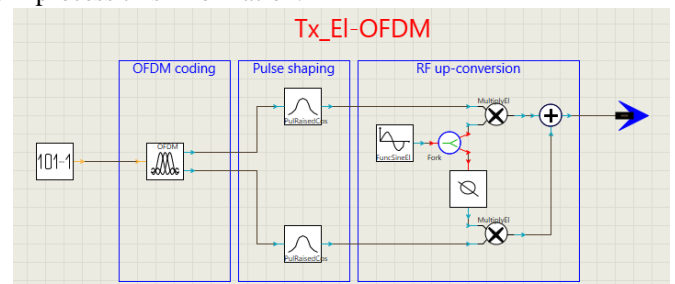 Tx_El-OFDM
OFDM coding
Pulse shaping
RF up-conversion
101-1
OFDM
PulRaisedCos
FuncSineEl
Fork
MultiplyEl
MultiplyEl
PulRaisedCos